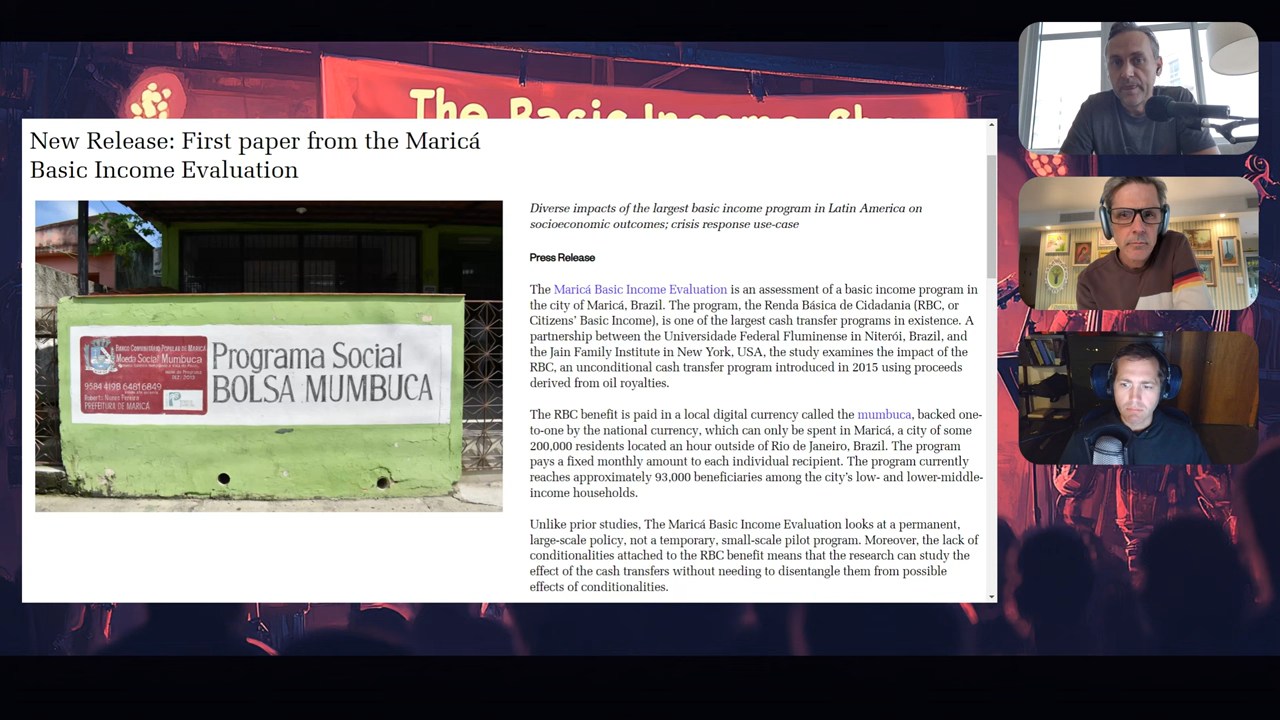 The Basic Income Sho
New Release: First paper from the Maricá
Basic Income Evaluation
BANCO COMUNITÁRIO POPULAR DE MARICÁ
Moeda Social Mumbuca
9584 4198 64816849
Roberto Nunes Pereira
PREFEITURA DE MARICÁ
Programa Social
BOLSA MUMBUCA
Diverse impacts of the largest basic income program in Latin America on
socioeconomic outcomes; crisis response use-case
Press Release
The Maricá Basic Income Evaluation is an assessment of a basic income program in
the city of Maricá, Brazil. The program, the Renda Básica de Cidadania (RBC, or
Citizens’ Basic Income), is one of the largest cash transfer programs in existence. A
partnership between the Universidade Federal Fluminense in Niterói, Brazil, and
the Jain Family Institute in New York, USA, the study examines the impact of the
RBC, an unconditional cash transfer program introduced in 2015 using proceeds
derived from oil royalties.
The RBC benefit is paid in a local digital currency called the mumbuca, backed one-
to-one by the national currency, which can only be spent in Maricá, a city of some
200,000 residents located an hour outside of Rio de Janeiro, Brazil. The program
pays a fixed monthly amount to each individual recipient. The program currently
reaches approximately 93,000 beneficiaries among the city’s low- and lower-middle-
income households.
Unlike prior studies, The Maricá Basic Income Evaluation looks at a permanent,
large-scale policy, not a temporary, small-scale pilot program. Moreover, the lack of
conditionalities attached to the RBC benefit means that the research can study the
effect of the cash transfers without needing to disentangle them from possible
effects of conditionalities.